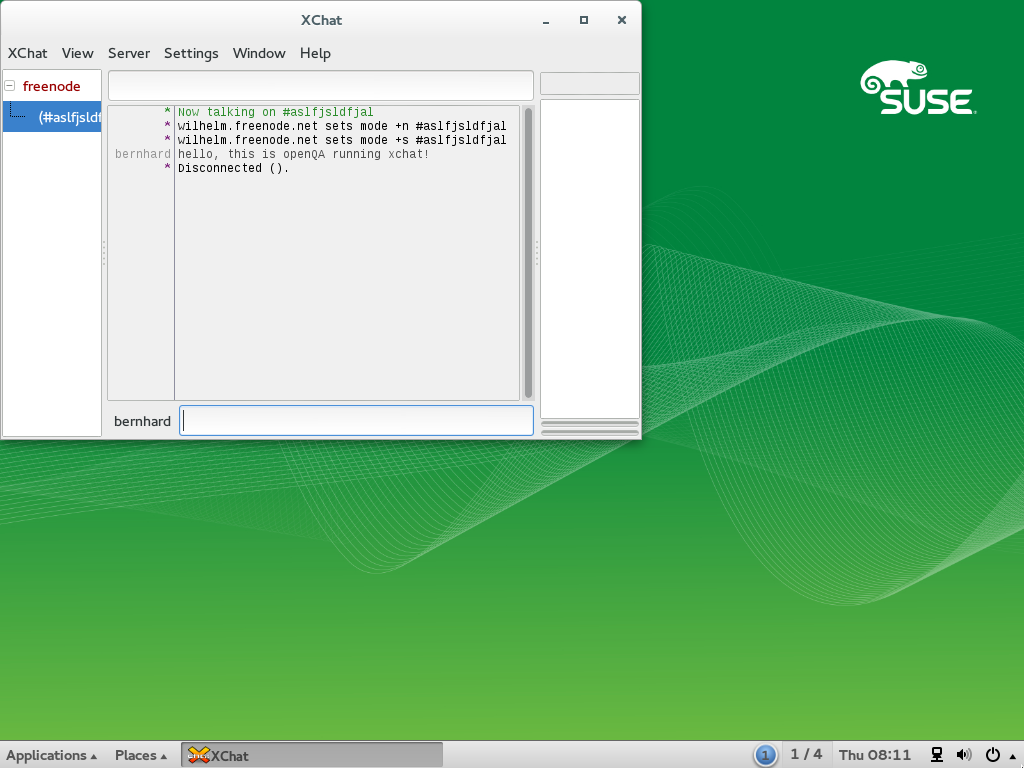 XChat
XChat View Server Settings Window Help
freenode
(#aslfjsldf
* Now talking on #aslfjsldfjal
* wilhelm.freenode.net sets mode +n #aslfjsldfjal
* wilhelm.freenode.net sets mode +s #aslfjsldfjal
bernhard hello, this is openQA running xchat!
* Disconnected ().
bernhard
SUSE
Applications Places XChat 1 1 / 4 Thu 08:11